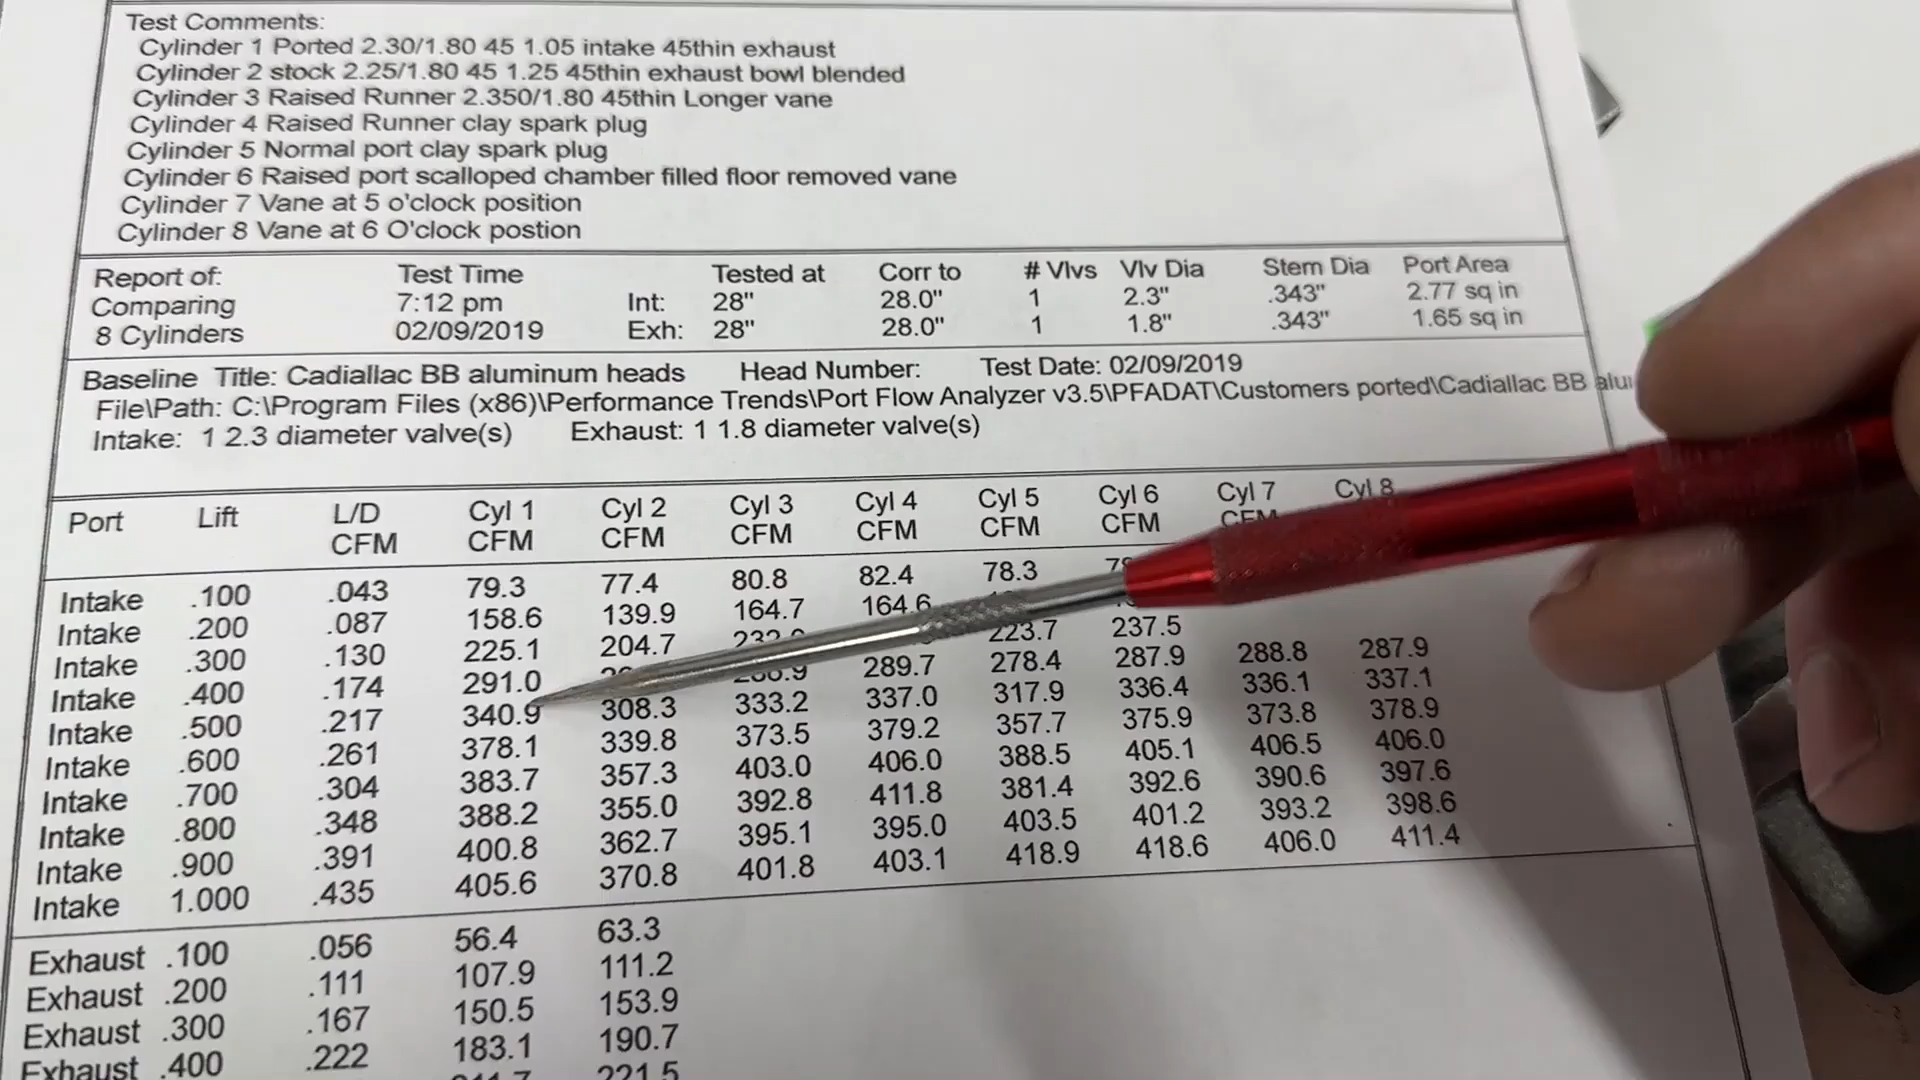 Test Comments:
Cylinder 1 Ported 2.30/1.80 45 1.05 intake 45thin exhaust
Cylinder 2 stock 2.25/1.80 45 1.25 45thin exhaust bowl blended
Cylinder 3 Raised Runner 2.350/1.80 45thin Longer vane
Cylinder 4 Raised Runner clay spark plug
Cylinder 5 Normal port clay spark plug
Cylinder 6 Raised port scalloped chamber filled floor removed vane
Cylinder 7 Vane at 5 o'clock position
Cylinder 8 Vane at 6 O'clock postion
Report of: Test Time Tested at Corr to # Vlvs Vlv Dia Stem Dia Port Area
Comparing 7:12 pm Int: 28" 28.0" 1 2.3" .343" 2.77 sq in
8 Cylinders 02/09/2019 Exh: 28" 28.0" 1 1.8" .343" 1.65 sq in
Baseline Title: Cadiallac BB aluminum heads Head Number: Test Date: 02/09/2019
File\Path: C:\Program Files (x86)\Performance Trends\Port Flow Analyzer v3.5\PFADAT\Customers ported\Cadiallac BB
Intake: 1 2.3 diameter valve(s) Exhaust: 1 1.8 diameter valve(s)
Port Lift L/D Cyl 1 Cyl 2 Cyl 3 Cyl 4 Cyl 5 Cyl 6 Cyl 7 Cyl 8
CFM CFM CFM CFM CFM CFM CFM CFM
Intake .100 .043 79.3 77.4 80.8 82.4 78.3
Intake .200 .087 158.6 139.9 164.7 164.6
Intake .300 .130 225.1 204.7 223.7 237.5
Intake .400 .174 291.0 289.7 278.4 287.9 288.8 287.9
Intake .500 .217 340.9 308.3 333.2 337.0 317.9 336.4 336.1 337.1
Intake .600 .261 378.1 339.8 373.5 379.2 357.7 375.9 373.8 378.9
Intake .700 .304 383.7 357.3 403.0 406.0 388.5 405.1 406.5 406.0
Intake .800 .348 388.2 355.0 392.8 411.8 381.4 392.6 390.6 397.6
Intake .900 .391 400.8 362.7 395.1 395.0 403.5 401.2 393.2 398.6
Intake 1.000 .435 405.6 370.8 401.8 403.1 418.9 418.6 406.0 411.4
Exhaust .100 .056 56.4 63.3
Exhaust .200 .111 107.9 111.2
Exhaust .300 .167 150.5 153.9
Exhaust .400 .222 183.1 190.7
221.5